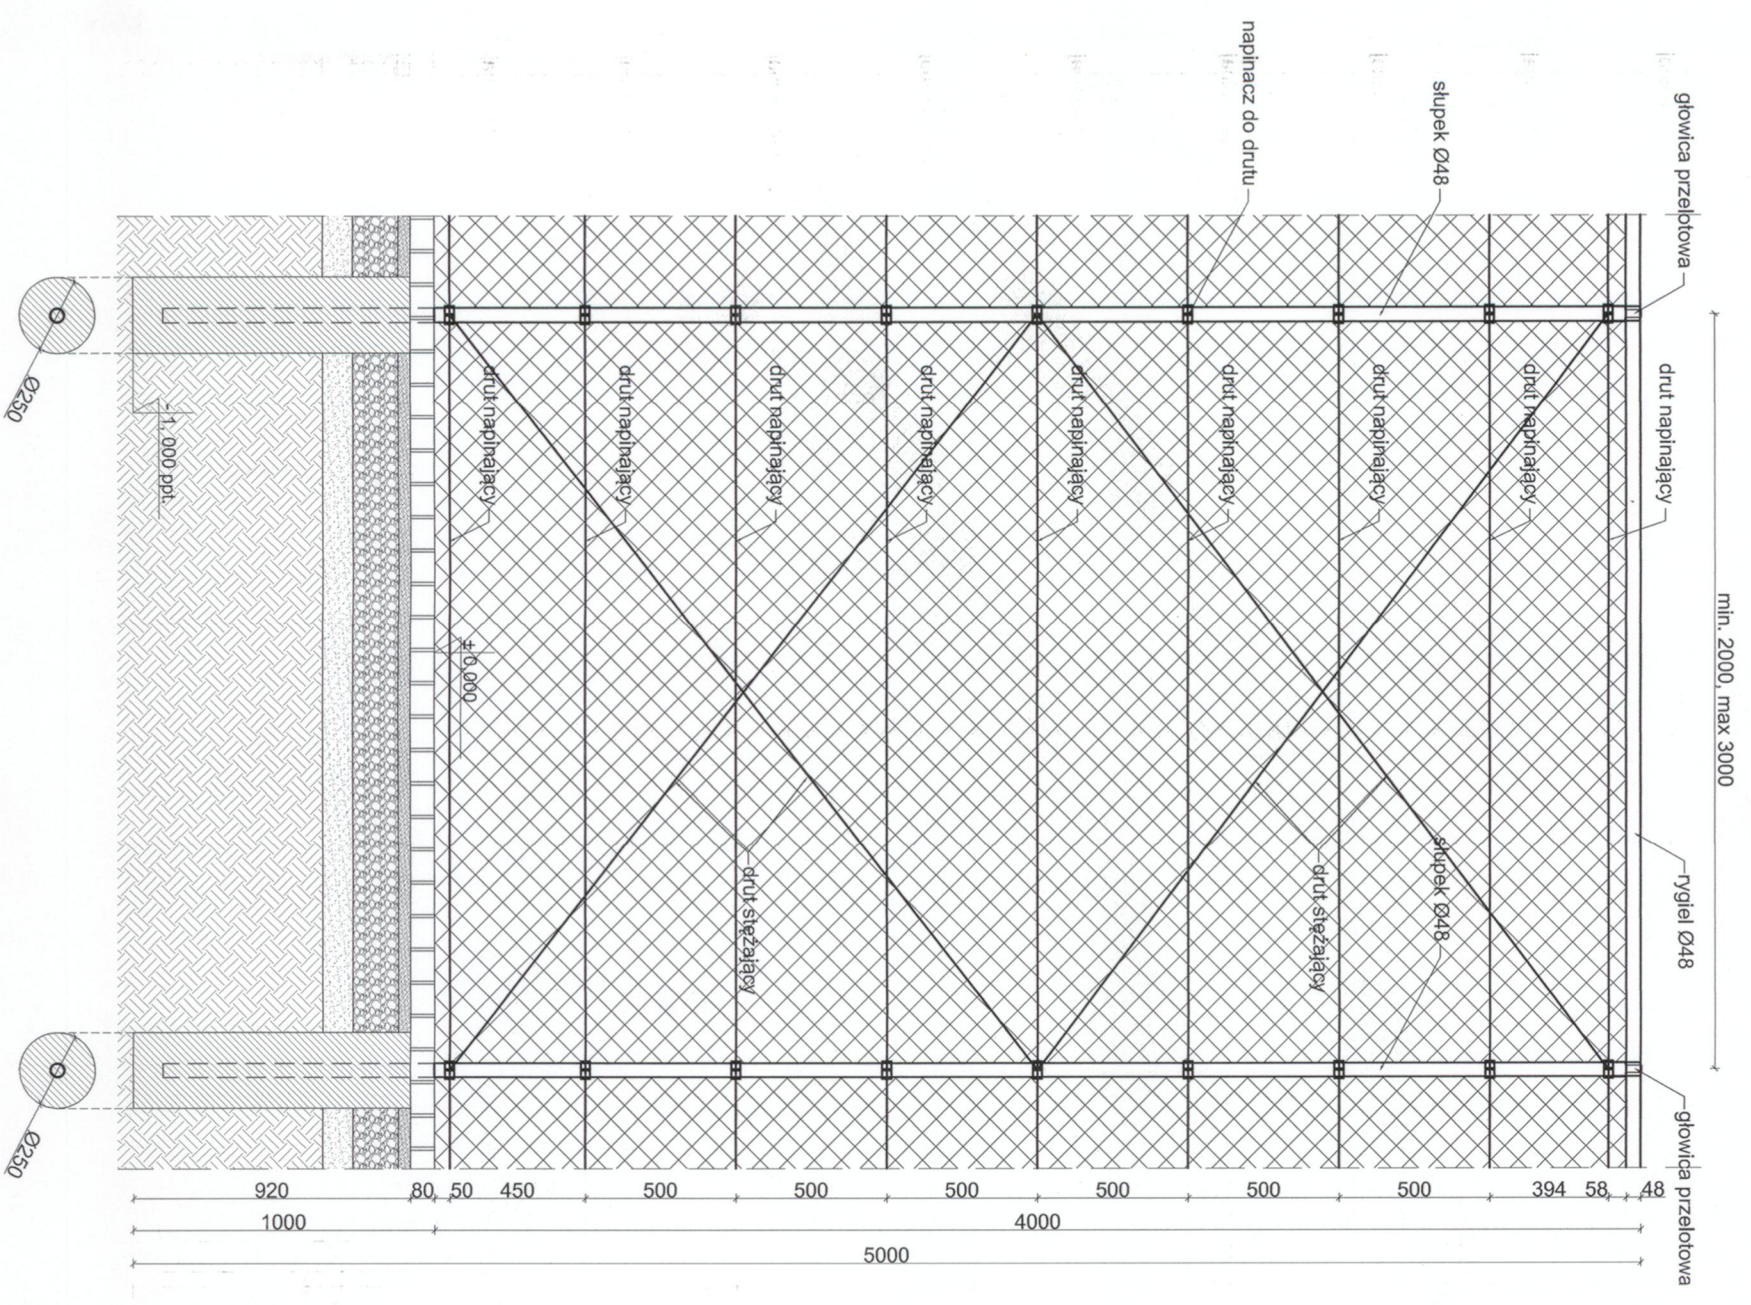 głowica przelotowa
słupek Ø48
napinacz do drutu
min. 2000, max 3000
rygiel Ø48
głowica przelotowa
drut napinający
drut napinający
drut napinający
drut napinający
drut napinający
drut napinający
drut napinający
drut napinający
drut napinający
słupek Ø48
drut stężający
drut stężający
± 0,000
-1, 000 ppt.
Ø250
Ø250
920
80
50
450
500
500
500
500
500
500
394
58
48
1000
4000
5000